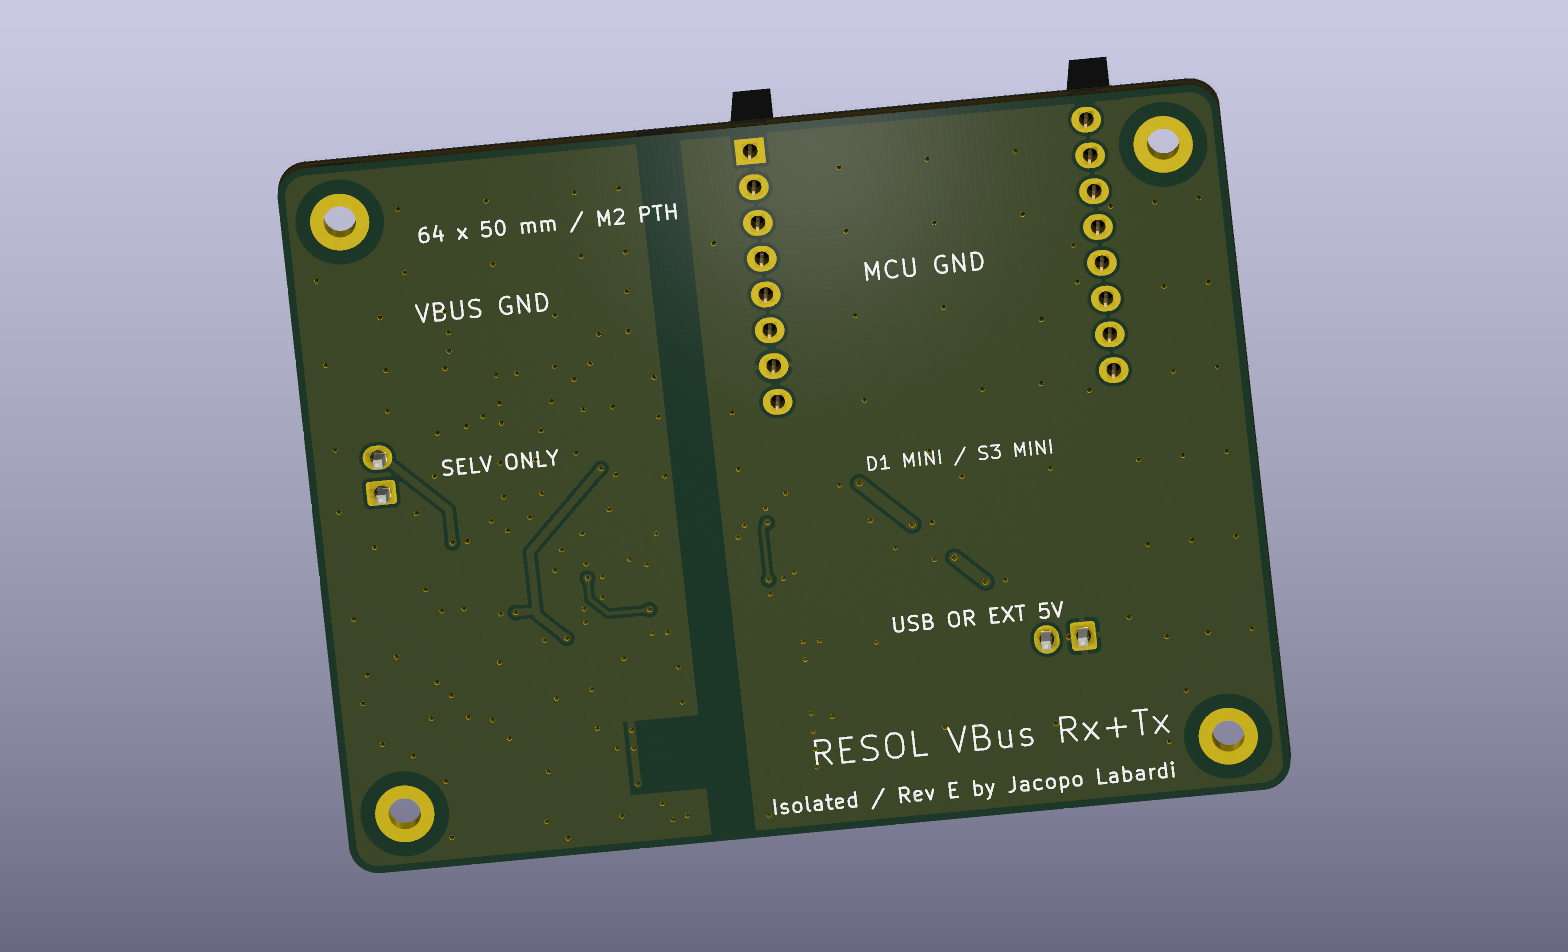 64 x 50 mm / M2 PTH
MCU GND
VBUS GND
SELV ONLY
D1 MINI / S3 MINI
USB OR EXT 5V
RESOL VBus Rx+Tx
Isolated / Rev E by Jacopo Labardi